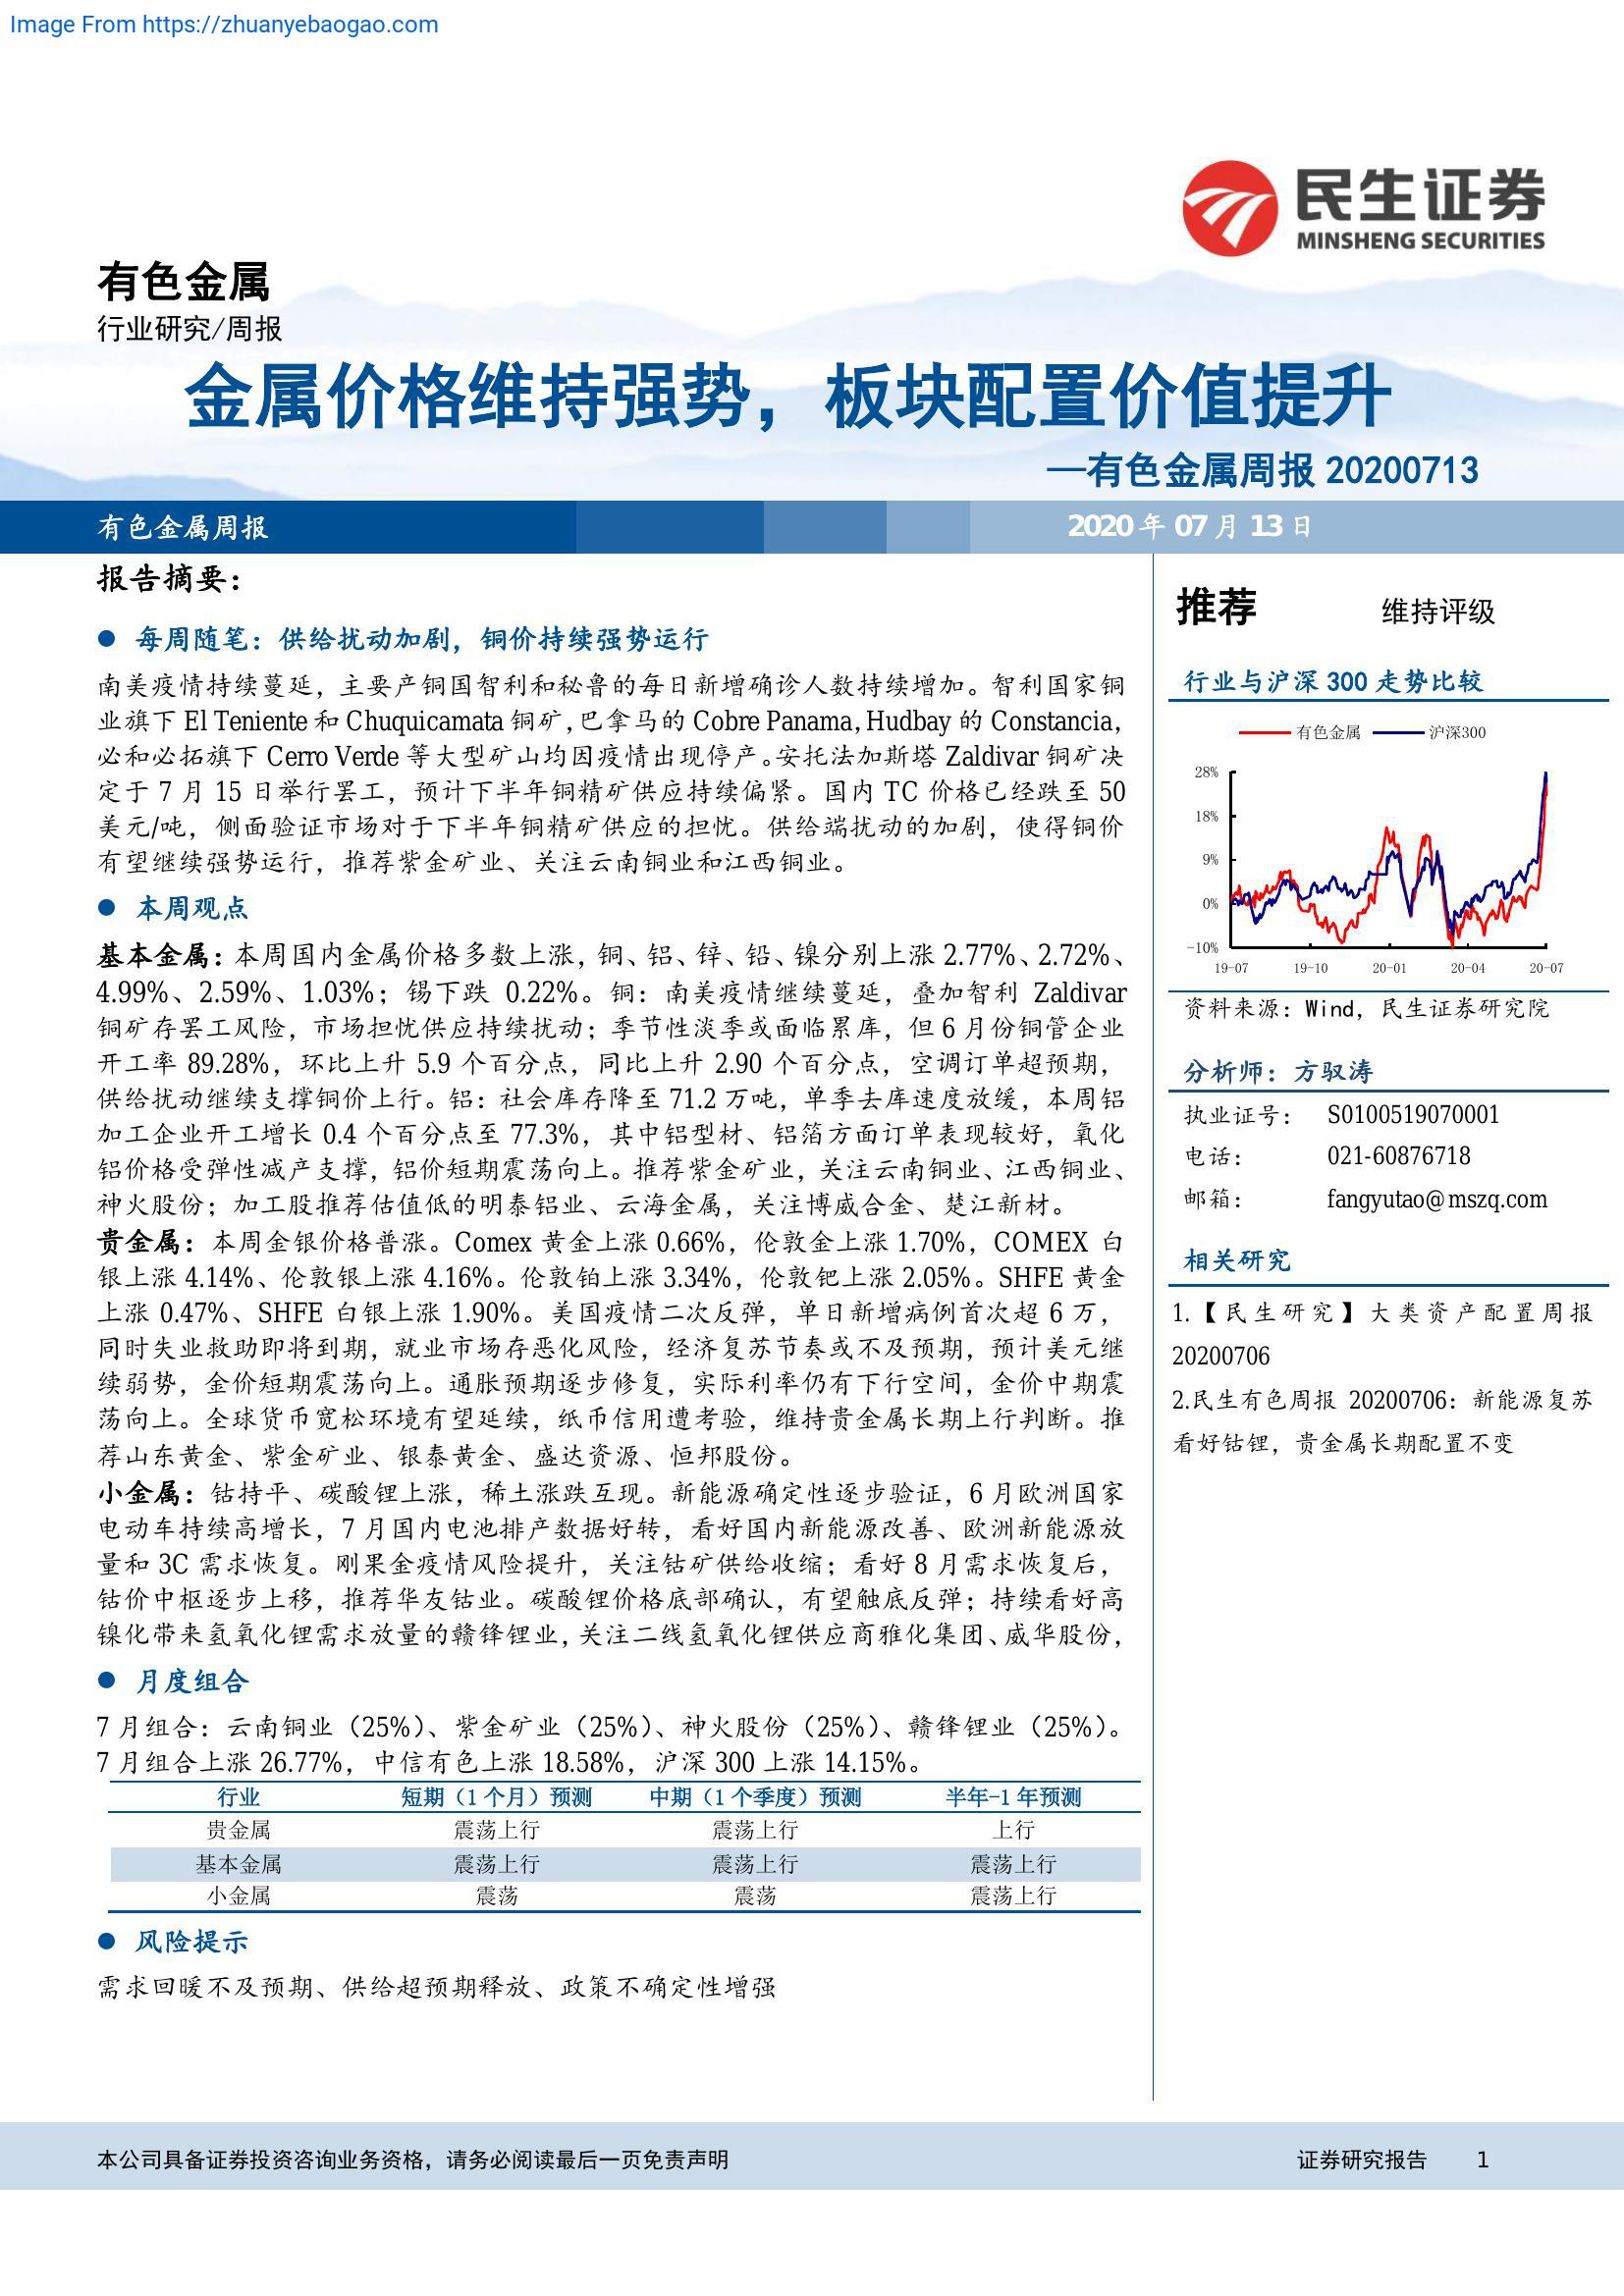 Image From https://zhuanyebaogao.com
民生证券
MINSHENG SECURITIES
有色金属
行业研究/周报
金属价格维持强势，板块配置价值提升
—有色金属周报 20200713
有色金属周报
2020 年 07 月 13 日
报告摘要：
● 每周随笔：供给扰动加剧，铜价持续强势运行
南美疫情持续蔓延，主要产铜国智利和秘鲁的每日新增确诊人数持续增加。智利国家铜
业旗下 El Teniente 和 Chuquicamata 铜矿，巴拿马的 Cobre Panama，Hudbay 的 Constancia，
必和必拓旗下 Cerro Verde 等大型矿山均因疫情出现停产。安托法加斯塔 Zaldivar 铜矿决
定于 7 月 15 日举行罢工，预计下半年铜精矿供应持续偏紧。国内 TC 价格已经跌至 50
美元/吨，侧面验证市场对于下半年铜精矿供应的担忧。供给端扰动的加剧，使得铜价
有望继续强势运行，推荐紫金矿业、关注云南铜业和江西铜业。
● 本周观点
基本金属：本周国内金属价格多数上涨，铜、铝、锌、铅、镍分别上涨 2.77%、2.72%、
4.99%、2.59%、1.03%；锡下跌 0.22%。铜：南美疫情继续蔓延，叠加智利 Zaldivar
铜矿存罢工风险，市场担忧供应持续扰动；季节性淡季或面临累库，但 6 月份铜管企业
开工率 89.28%，环比上升 5.9 个百分点，同比上升 2.90 个百分点，空调订单超预期，
供给扰动继续支撑铜价上行。铝：社会库存降至 71.2 万吨，单季去库速度放缓，本周铝
加工企业开工增长 0.4 个百分点至 77.3%，其中铝型材、铝箔方面订单表现较好，氧化
铝价格受弹性减产支撑，铝价短期震荡向上。推荐紫金矿业，关注云南铜业、江西铜业、
神火股份；加工股推荐估值低的明泰铝业、云海金属，关注博威合金、楚江新材。
贵金属：本周金银价格普涨。Comex 黄金上涨 0.66%，伦敦金上涨 1.70%，COMEX 白
银上涨 4.14%、伦敦银上涨 4.16%。伦敦铂上涨 3.34%，伦敦钯上涨 2.05%。SHFE 黄金
上涨 0.47%、SHFE 白银上涨 1.90%。美国疫情二次反弹，单日新增病例首次超 6 万，
同时失业救助即将到期，就业市场存恶化风险，经济复苏节奏或不及预期，预计美元继
续弱势，金价短期震荡向上。通胀预期逐步修复，实际利率仍有下行空间，金价中期震
荡向上。全球货币宽松环境有望延续，纸币信用遭考验，维持贵金属长期上行判断。推
荐山东黄金、紫金矿业、银泰黄金、盛达资源、恒邦股份。
小金属：钴持平、碳酸锂上涨，稀土涨跌互现。新能源确定性逐步验证，6 月欧洲国家
电动车持续高增长，7 月国内电池排产数据好转，看好国内新能源改善、欧洲新能源放
量和 3C 需求恢复。刚果金疫情风险提升，关注钴矿供给收缩；看好 8 月需求恢复后，
钴价中枢逐步上移，推荐华友钴业。碳酸锂价格底部确认，有望触底反弹；持续看好高
镍化带来氢氧化锂需求放量的赣锋锂业，关注二线氢氧化锂供应商雅化集团、威华股份，
● 月度组合
7 月组合：云南铜业（25%）、紫金矿业（25%）、神火股份（25%）、赣锋锂业（25%）。
7 月组合上涨 26.77%，中信有色上涨 18.58%，沪深 300 上涨 14.15%。
行业 短期（1 个月）预测 中期（1 个季度）预测 半年-1 年预测
贵金属 震荡上行 震荡上行 上行
基本金属 震荡上行 震荡上行 震荡上行
小金属 震荡 震荡 震荡上行
● 风险提示
需求回暖不及预期、供给超预期释放、政策不确定性增强
推荐 维持评级
行业与沪深 300 走势比较
有色金属 沪深300
28%
18%
9%
0%
-10%
19-07 19-10 20-01 20-04 20-07
资料来源：Wind，民生证券研究院
分析师：方驭涛
执业证号： S0100519070001
电话： 021-60876718
邮箱： fangyutao@mszq.com
相关研究
1.【民生研究】大类资产配置周报
20200706
2.民生有色周报 20200706：新能源复苏
看好钴锂，贵金属长期配置不变
本公司具备证券投资咨询业务资格，请务必阅读最后一页免责声明
证券研究报告 1